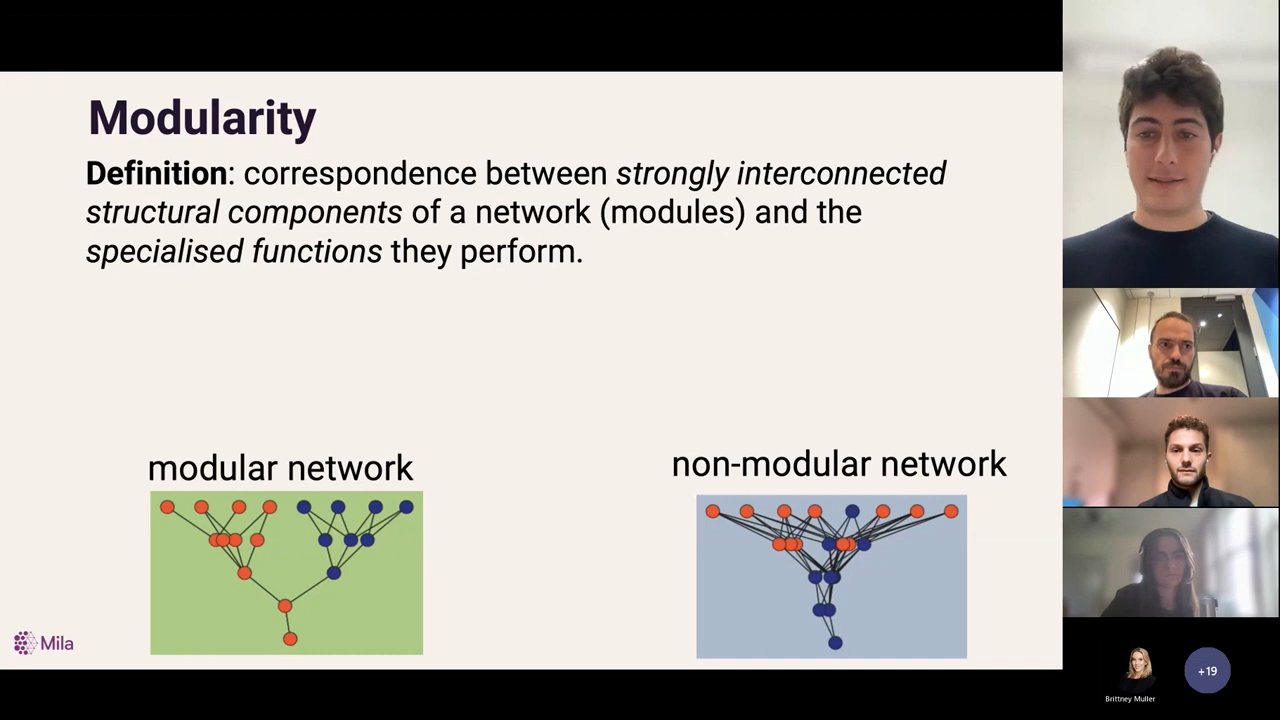 Modularity
Definition: correspondence between strongly interconnected
structural components of a network (modules) and the
specialised functions they perform.
modular network
non-modular network
Mila
Brittney Muller
+19